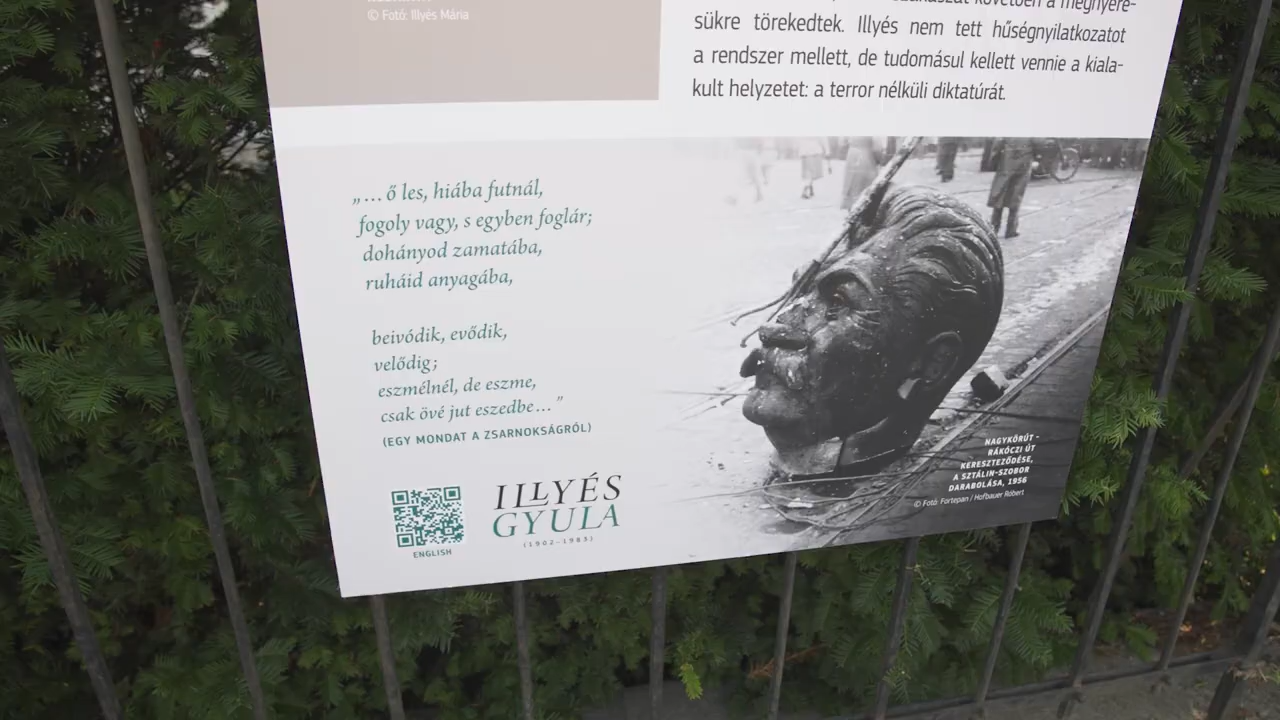 © Fotó: Illyés Mária
követően a megnyere-
sükre törekedtek. Illyés nem tett hűségnyilatkozatot
a rendszer mellett, de tudomásul kellett vennie a kiala-
kult helyzetet: a terror nélküli diktatúrát.
„… ő les, hiába futnál,
fogoly vagy, s egyben foglár;
dohányod zamatába,
ruháid anyagába,
beivódik, evődik,
velődig;
eszmélnél, de eszme,
csak övé jut eszedbe…”
(EGY MONDAT A ZSARNOKSÁGRÓL)
NAGYKÖRÚT -
RÁKÓCZI ÚT
KERESZTEZŐDÉSE,
A SZTÁLIN-SZOBOR
DARABOLÁSA, 1956
© Fotó: Fortepan / Hofbauer Róbert
ENGLISH
ILLYÉS
GYULA
(1902–1983)